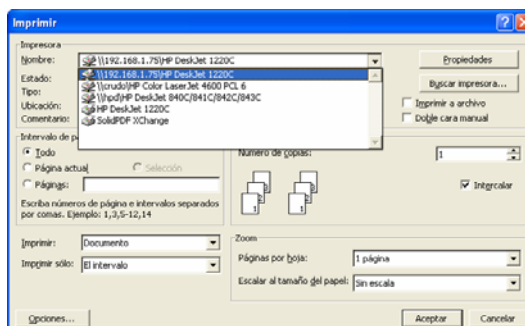 Imprimir
Impresora
Nombre: \\192.168.1.75\HP DeskJet 1220C
Propiedades
\\192.168.1.75\HP DeskJet 1220C
\\crudo\HP Color LaserJet 4600 PCL 6
\\hpd\HP DeskJet 840C/841C/842C/843C
HP DeskJet 1220C
SolidPDF XChange
Estado:
Tipo:
Ubicación:
Comentario:
Buscar impresora...
Imprimir a archivo
Doble cara manual
Intervalo de p
Todo
Página actual
Selección
Páginas:
Escriba números de página e intervalos separados
por comas. Ejemplo: 1,3,5-12,14
Número de copias: 1
Intercalar
Imprimir: Documento
Imprimir sólo: El intervalo
Zoom
Páginas por hoja: 1 página
Escalar al tamaño del papel: Sin escala
Opciones...
Aceptar
Cancelar